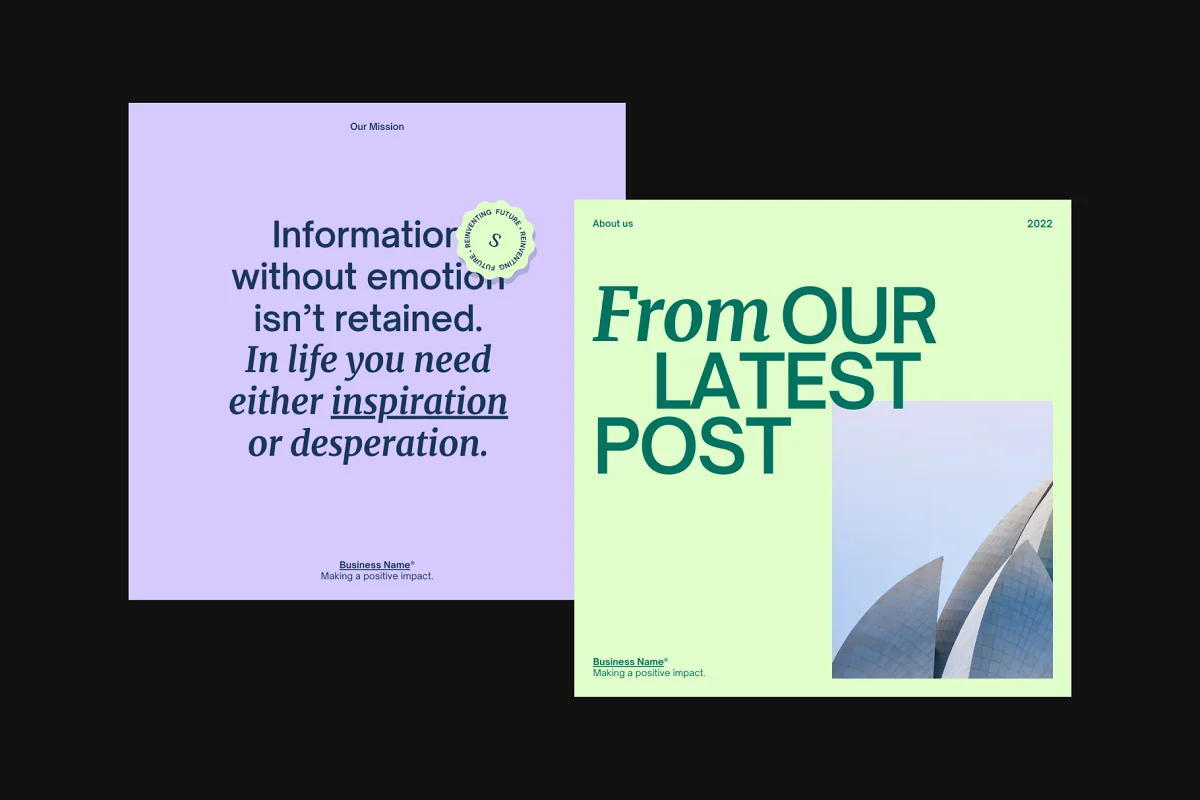 Our Mission
Information
without emotion
isn’t retained.
In life you need
either inspiration
or desperation.
REINVENTING FUTURE • REINVENTING FUTURE •
S
Business Name®
Making a positive impact.
About us
2022
From OUR
LATEST
POST
Business Name®
Making a positive impact.